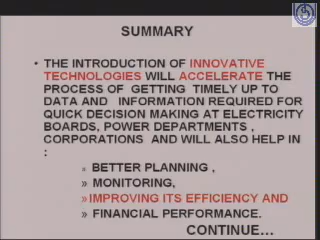 SUMMARY
• THE INTRODUCTION OF INNOVATIVE
TECHNOLOGIES WILL ACCELERATE THE
PROCESS OF GETTING TIMELY UP TO
DATA AND INFORMATION REQUIRED FOR
QUICK DECISION MAKING AT ELECTRICITY
BOARDS, POWER DEPARTMENTS ,
CORPORATIONS AND WILL ALSO HELP IN
:
» BETTER PLANNING ,
» MONITORING,
» IMPROVING ITS EFFICIENCY AND
» FINANCIAL PERFORMANCE.
CONTINUE...